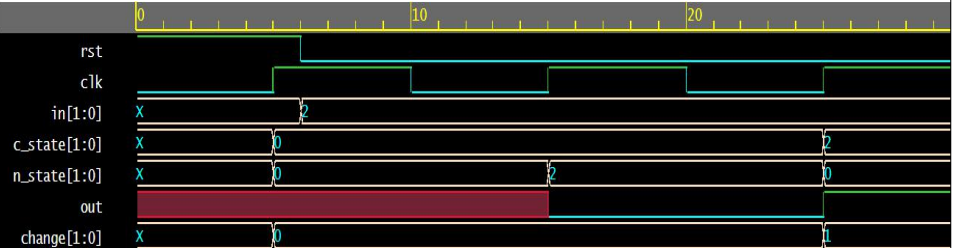 0 10 20
rst
clk
in[1:0] X 2
c_state[1:0] X 0 2
n_state[1:0] X 0 2 0
out
change[1:0] X 0 1